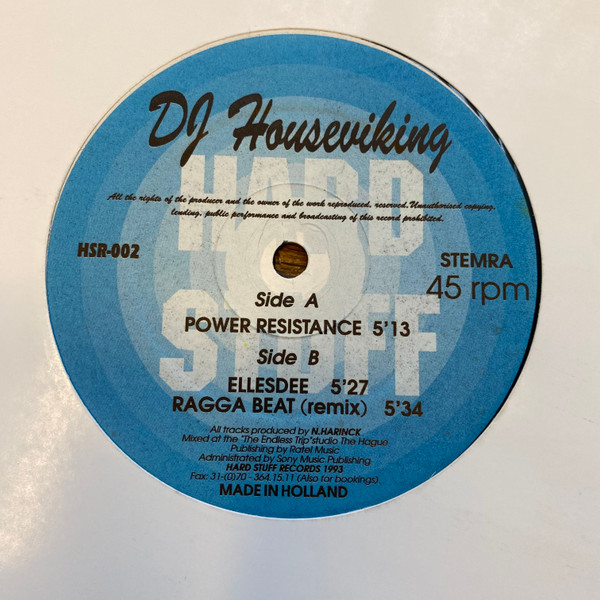 DJ Houseviking
HARD
All the rights of the producer and the owner of the work reproduced, reserved. Unauthorised copying,
lending, public performance and broadcasting of this record prohibited.
HSR-002
STEMRA
45 rpm
Side A
POWER RESISTANCE 5'13
STUFF
Side B
ELLESDEE 5'27
RAGGA BEAT (remix) 5'34
All tracks produced by N.HARINCK
Mixed at the "The Endless Trip"studio The Hague
Publishing by Ratel Music
Administrated by Sony Music Publishing
HARD STUFF RECORDS 1993
Fax: 31-(0)70 - 364.15.11 (Also for bookings)
MADE IN HOLLAND